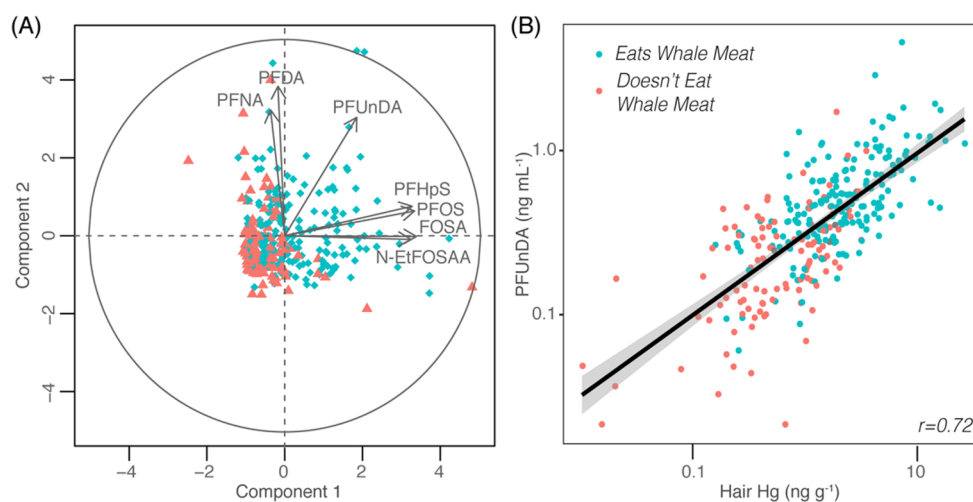 (A)
4
2
0
−2
−4
Component 2
PFDA
PFNA
PFUnDA
PFHpS
PFOS
FOSA
N-EtFOSAA
−4 −2 0 2 4
Component 1
(B)
Eats Whale Meat
Doesn't Eat
Whale Meat
1.0
0.1
PFUnDA (ng mL⁻¹)
r=0.72
0.1 10
Hair Hg (ng g⁻¹)